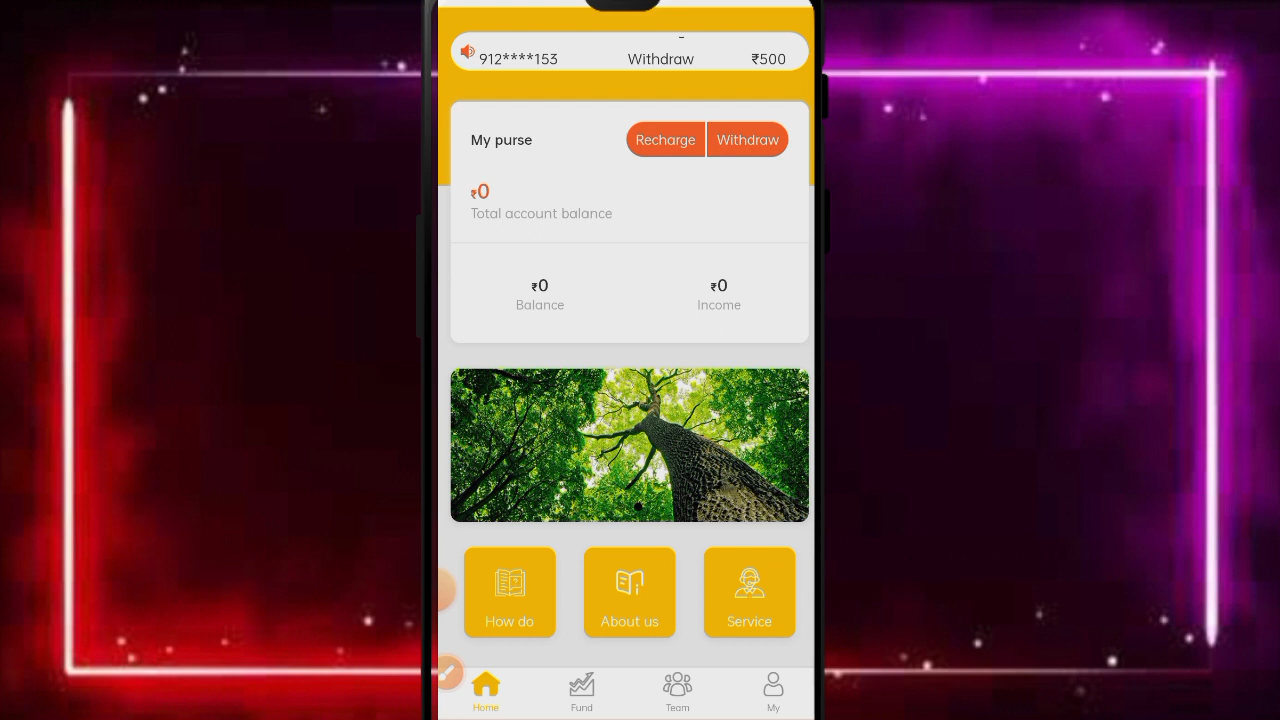 912****153 Withdraw ₹500
My purse Recharge Withdraw
₹0
Total account balance
₹0 ₹0
Balance Income
How do About us Service
Home Fund Team My